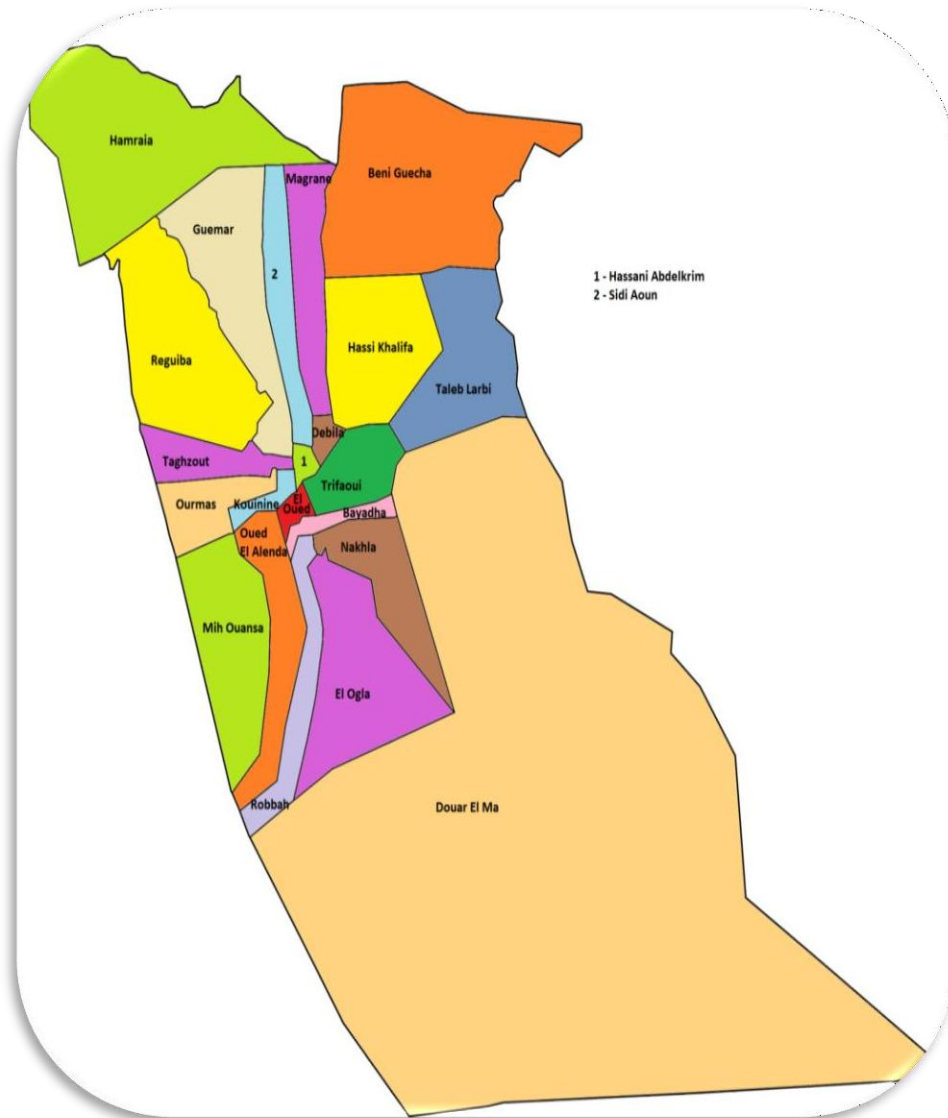 Hamraia
Beni Guecha
Magrane
Guemar
2
1 - Hassani Abdelkrim
2 - Sidi Aoun
Hassi Khalifa
Reguiba
Taleb Larbi
Debila
Taghzout
1
Trifaoui
Ourmas
Kouinine
El
Oued
Bayadha
Oued
El Alenda
Nakhla
Mih Ouansa
El Ogla
Robbah
Douar El Ma